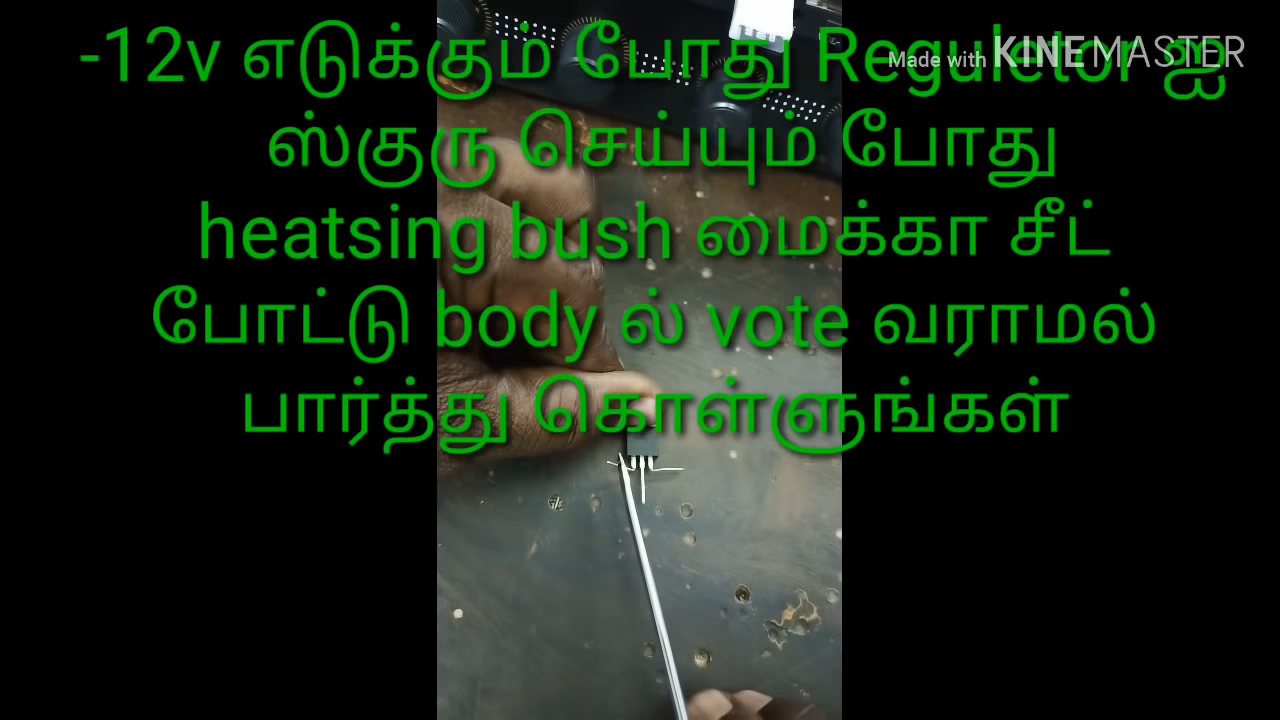 -12v எடுக்கும் போது Reguletor ஐ
Made with KINEMASTER
ஸ்குரு செய்யும் போது
heatsing bush மைக்கா சீட்
போட்டு body ல் vote வராமல்
பார்த்து கொள்ளுங்கள்